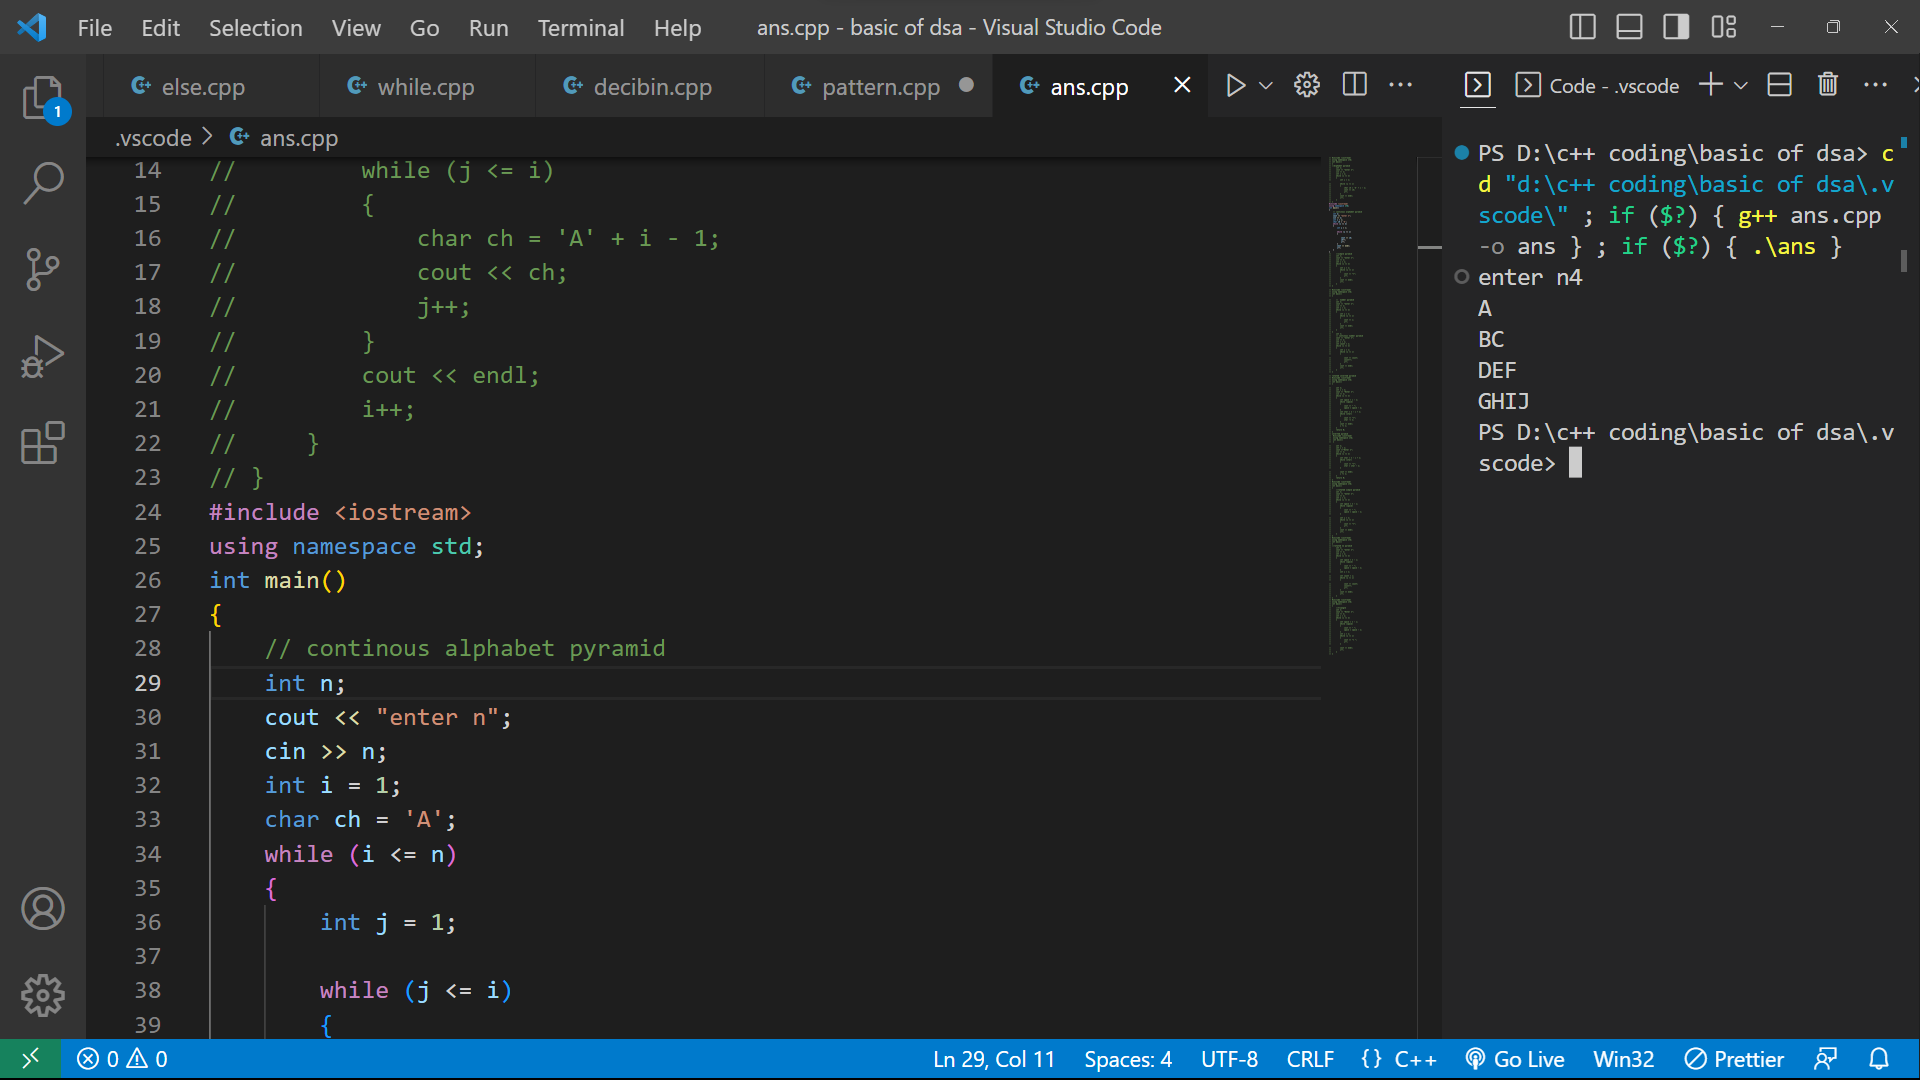 File Edit Selection View Go Run Terminal Help ans.cpp - basic of dsa - Visual Studio Code
else.cpp while.cpp decibin.cpp pattern.cpp ans.cpp
Code - .vscode
1
.vscode > ans.cpp
14 // while (j <= i)
15 // {
16 // char ch = 'A' + i - 1;
17 // cout << ch;
18 // j++;
19 // }
20 // cout << endl;
21 // i++;
22 // }
23 // }
24 #include <iostream>
25 using namespace std;
26 int main()
27 {
28 // continous alphabet pyramid
29 int n;
30 cout << "enter n";
31 cin >> n;
32 int i = 1;
33 char ch = 'A';
34 while (i <= n)
35 {
36 int j = 1;
37
38 while (j <= i)
39 {
PS D:\c++ coding\basic of dsa> c
d "d:\c++ coding\basic of dsa\.v
scode\" ; if ($?) { g++ ans.cpp
-o ans } ; if ($?) { .\ans }
enter n4
A
BC
DEF
GHIJ
PS D:\c++ coding\basic of dsa\.v
scode>
0 0 Ln 29, Col 11 Spaces: 4 UTF-8 CRLF {} C++ Go Live Win32 Prettier